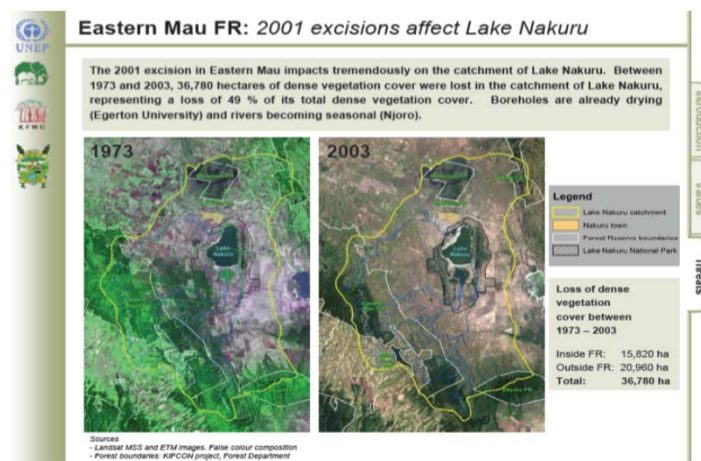 UNEP
KFWG
Eastern Mau FR: 2001 excisions affect Lake Nakuru
The 2001 excision in Eastern Mau impacts tremendously on the catchment of Lake Nakuru. Between
1973 and 2003, 36,780 hectares of dense vegetation cover were lost in the catchment of Lake Nakuru,
representing a loss of 49 % of its total dense vegetation cover. Boreholes are already drying
(Egerton University) and rivers becoming seasonal (Njoro).
1973
Lake
Nakuru
2003
Lake
Nakuru
Legend
Lake Nakuru catchment
Nakuru town
Forest Reserve boundaries
Lake Nakuru National Park
Loss of dense
vegetation
cover between
1973 – 2003
Inside FR: 15,820 ha
Outside FR: 20,960 ha
Total: 36,780 ha
Sources
- Landsat MSS and ETM images. False colour composition
- Forest boundaries: KIFCON project, Forest Department
Introduction
Values
Threats